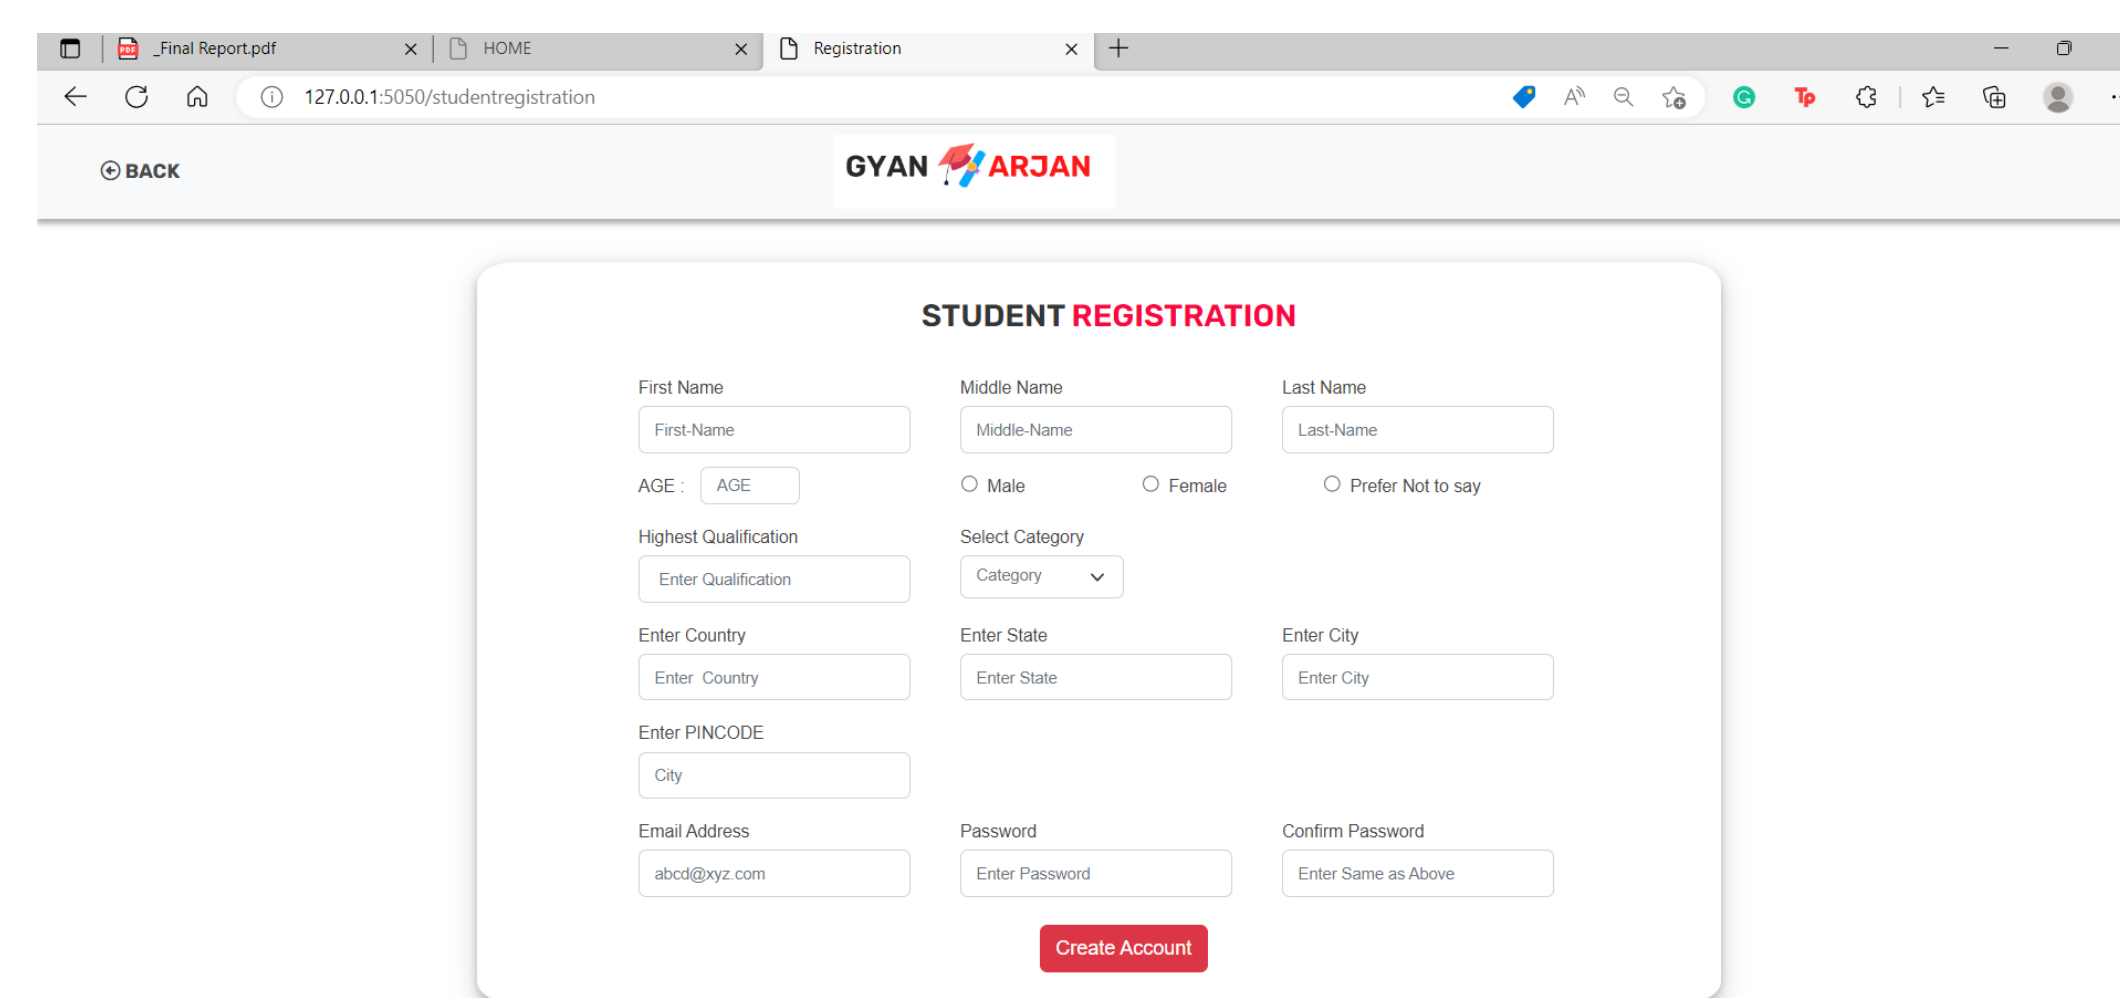 _Final Report.pdf HOME Registration
127.0.0.1:5050/studentregistration
BACK GYAN ARJAN
STUDENT REGISTRATION
First Name Middle Name Last Name
First-Name Middle-Name Last-Name
AGE : AGE Male Female Prefer Not to say
Highest Qualification Select Category
Enter Qualification Category
Enter Country Enter State Enter City
Enter Country Enter State Enter City
Enter PINCODE
City
Email Address Password Confirm Password
abcd@xyz.com Enter Password Enter Same as Above
Create Account